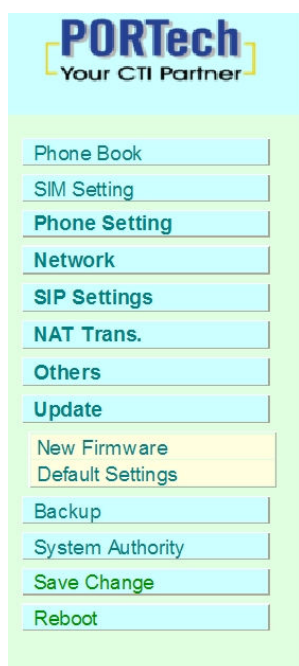 PORTech
Your CTI Partner
Phone Book
SIM Setting
Phone Setting
Network
SIP Settings
NAT Trans.
Others
Update
New Firmware
Default Settings
Backup
System Authority
Save Change
Reboot